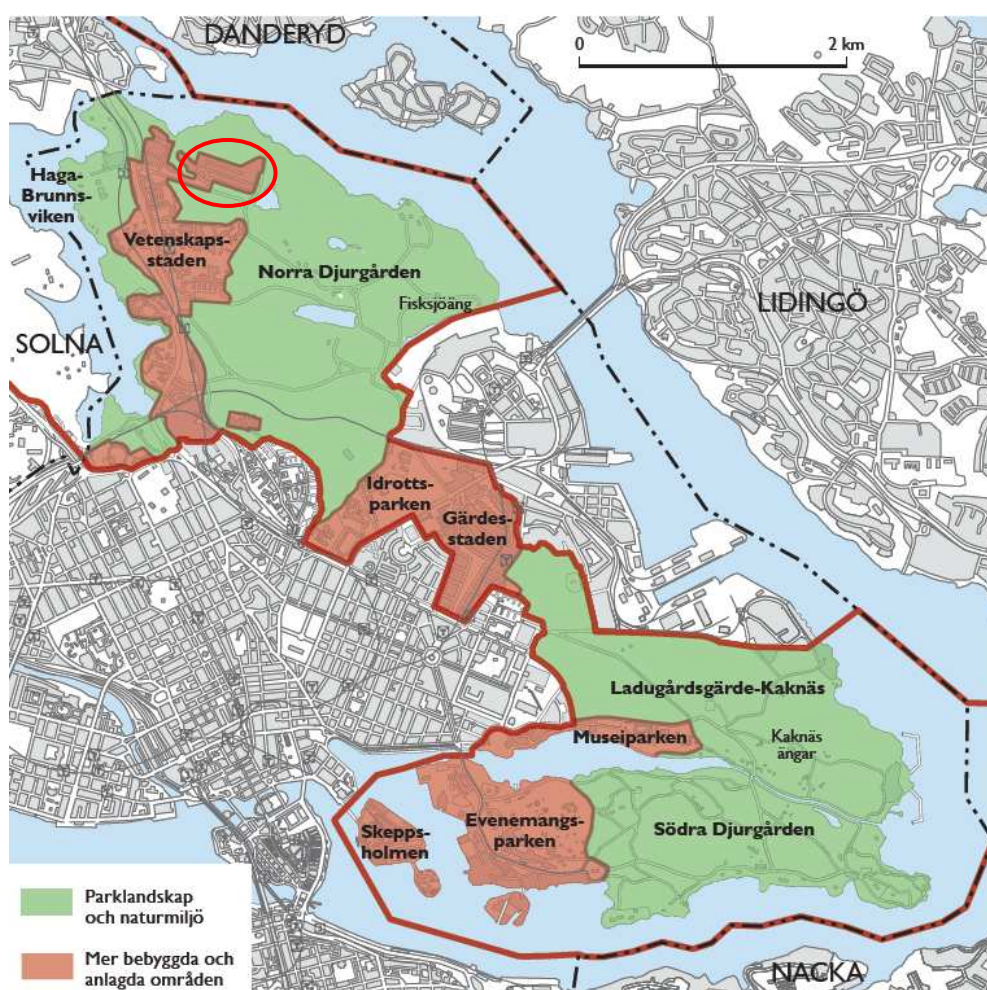 DANDERYD
0
2 km
Haga-
Brunns-
viken
Vetenskaps-
staden
Norra Djurgården
Fisksjöäng
LIDINGÖ
SOLNA
Idrotts-
parken
Gärdes-
staden
Ladugårdsgärde-Kaknäs
Museiparken
Kaknäs
ängar
Evenemangs-
parken
Skepps-
holmen
Södra Djurgården
Parklandskap
och naturmiljö
Mer bebyggda och
anlagda områden
NACKA